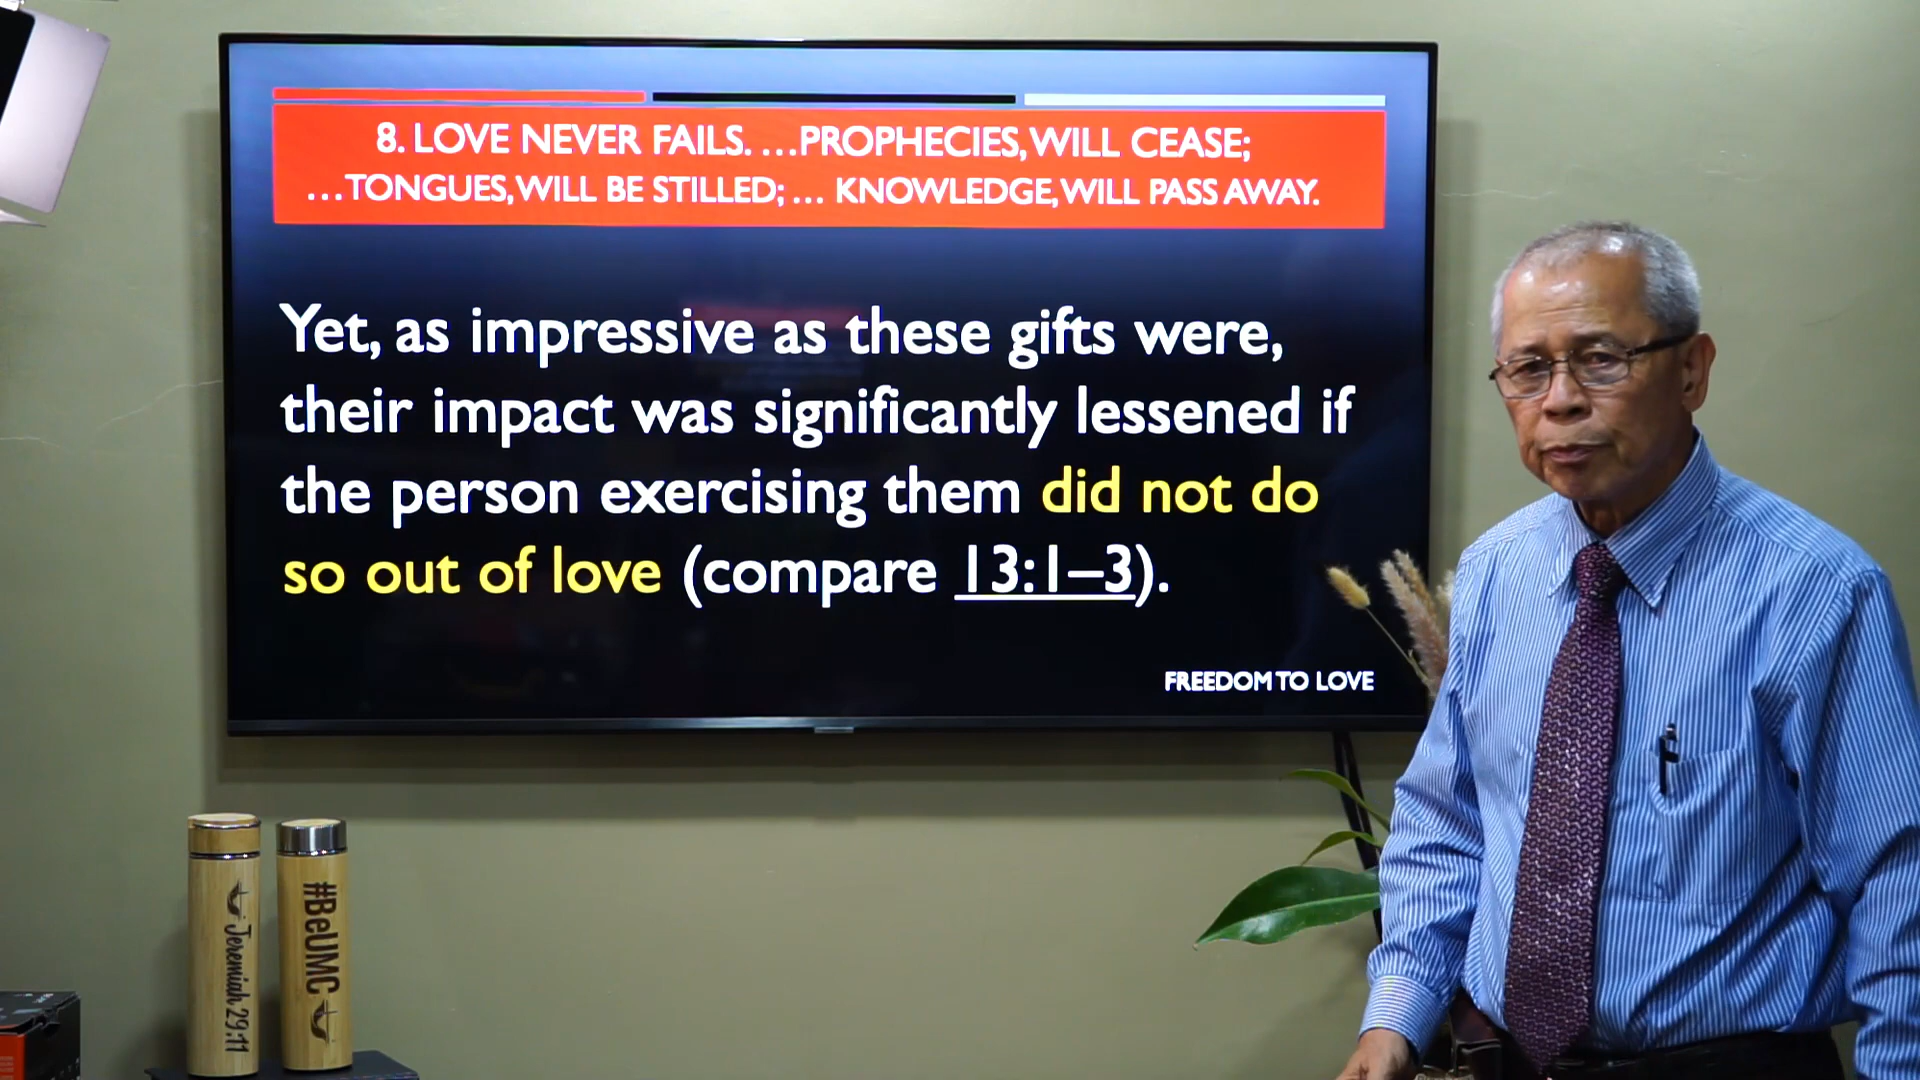 8. LOVE NEVER FAILS. …PROPHECIES, WILL CEASE;
…TONGUES, WILL BE STILLED; … KNOWLEDGE, WILL PASS AWAY.
Yet, as impressive as these gifts were,
their impact was significantly lessened if
the person exercising them did not do
so out of love (compare 13:1–3).
FREEDOM TO LOVE
Jeremiah 29:11
#BeUMC